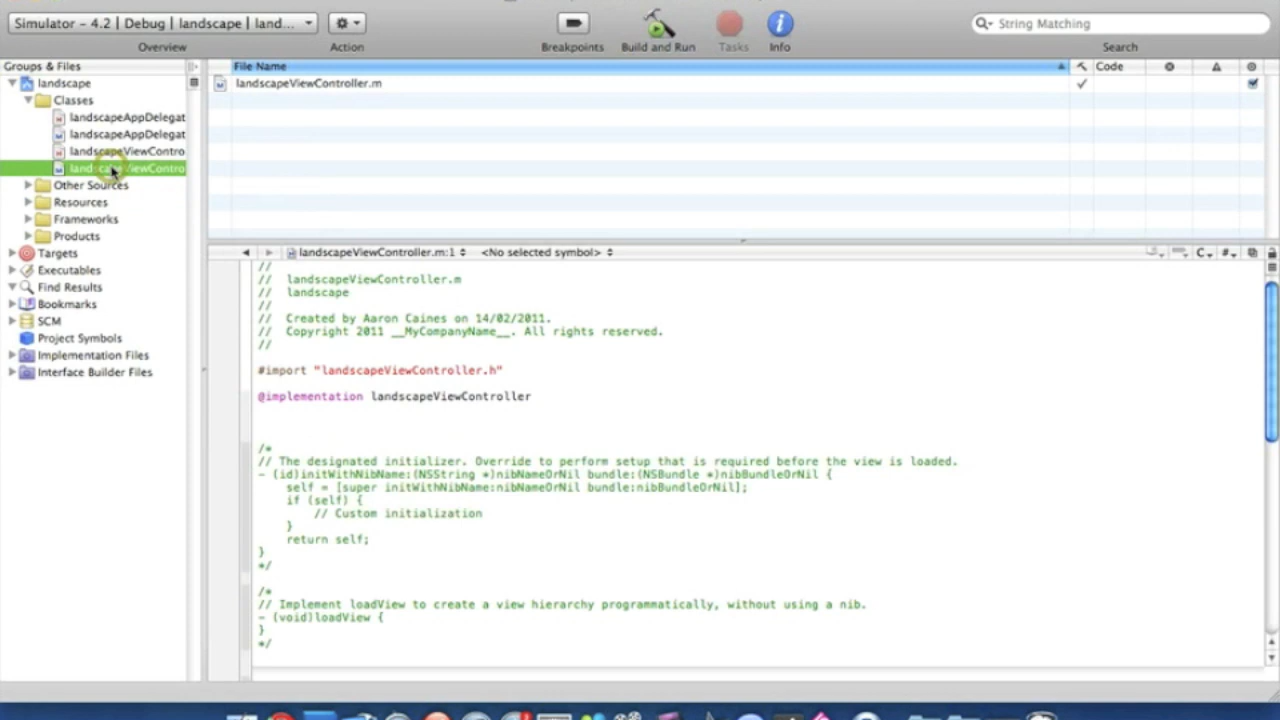 Simulator - 4.2 | Debug | landscape | land...
Overview
Action
Breakpoints
Build and Run
Tasks
Info
String Matching
Search
Groups & Files
landscape
Classes
landscapeAppDelegat
landscapeAppDelegat
landscapeViewContro
landscapeViewContro
Other Sources
Resources
Frameworks
Products
Targets
Executables
Find Results
Bookmarks
SCM
Project Symbols
Implementation Files
Interface Builder Files
File Name
Code
landscapeViewController.m
landscapeViewController.m:1
<No selected symbol>
C
#
//
// landscapeViewController.m
// landscape
//
// Created by Aaron Caines on 14/02/2011.
// Copyright 2011 __MyCompanyName__. All rights reserved.
//
#import "landscapeViewController.h"
@implementation landscapeViewController
/*
// The designated initializer. Override to perform setup that is required before the view is loaded.
- (id)initWithNibName:(NSString *)nibNameOrNil bundle:(NSBundle *)nibBundleOrNil {
self = [super initWithNibName:nibNameOrNil bundle:nibBundleOrNil];
if (self) {
// Custom initialization
}
return self;
}
*/
/*
// Implement loadView to create a view hierarchy programmatically, without using a nib.
- (void)loadView {
}
*/